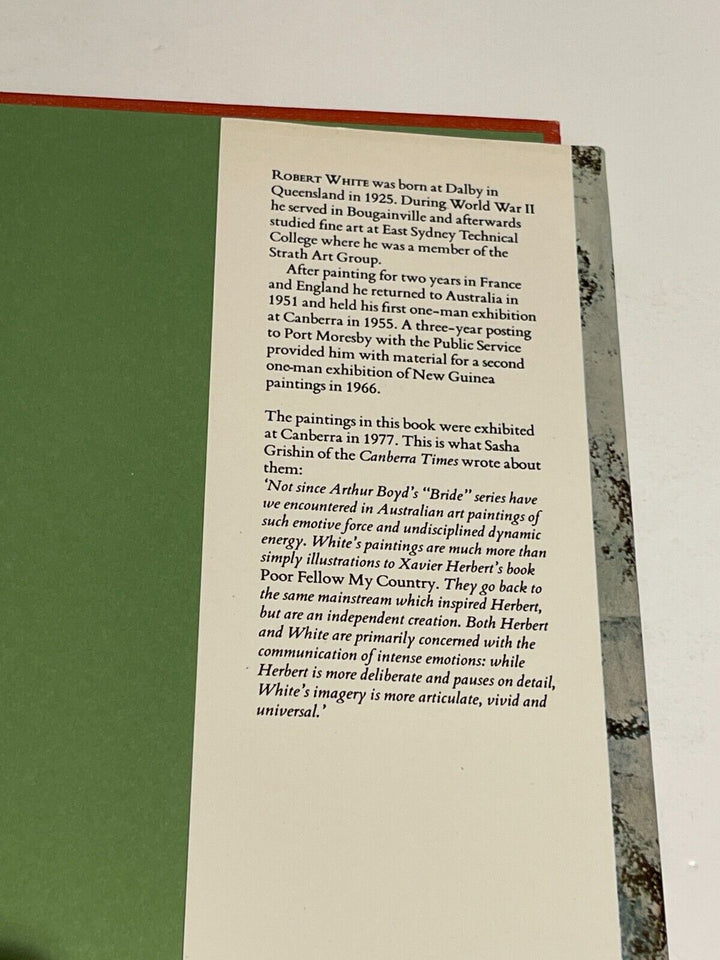 ROBERT WHITE was born at Dalby in
Queensland in 1925. During World War II
he served in Bougainville and afterwards
studied fine art at East Sydney Technical
College where he was a member of the
Strath Art Group.
After painting for two years in France
and England he returned to Australia in
1951 and held his first one-man exhibition
at Canberra in 1955. A three-year posting
to Port Moresby with the Public Service
provided him with material for a second
one-man exhibition of New Guinea
paintings in 1966.
The paintings in this book were exhibited
at Canberra in 1977. This is what Sasha
Grishin of the Canberra Times wrote about
them:
'Not since Arthur Boyd's "Bride" series have
we encountered in Australian art paintings of
such emotive force and undisciplined dynamic
energy. White's paintings are much more than
simply illustrations to Xavier Herbert's book
Poor Fellow My Country. They go back to
the same mainstream which inspired Herbert,
but are an independent creation. Both Herbert
and White are primarily concerned with the
communication of intense emotions: while
Herbert is more deliberate and pauses on detail,
White's imagery is more articulate, vivid and
universal.'